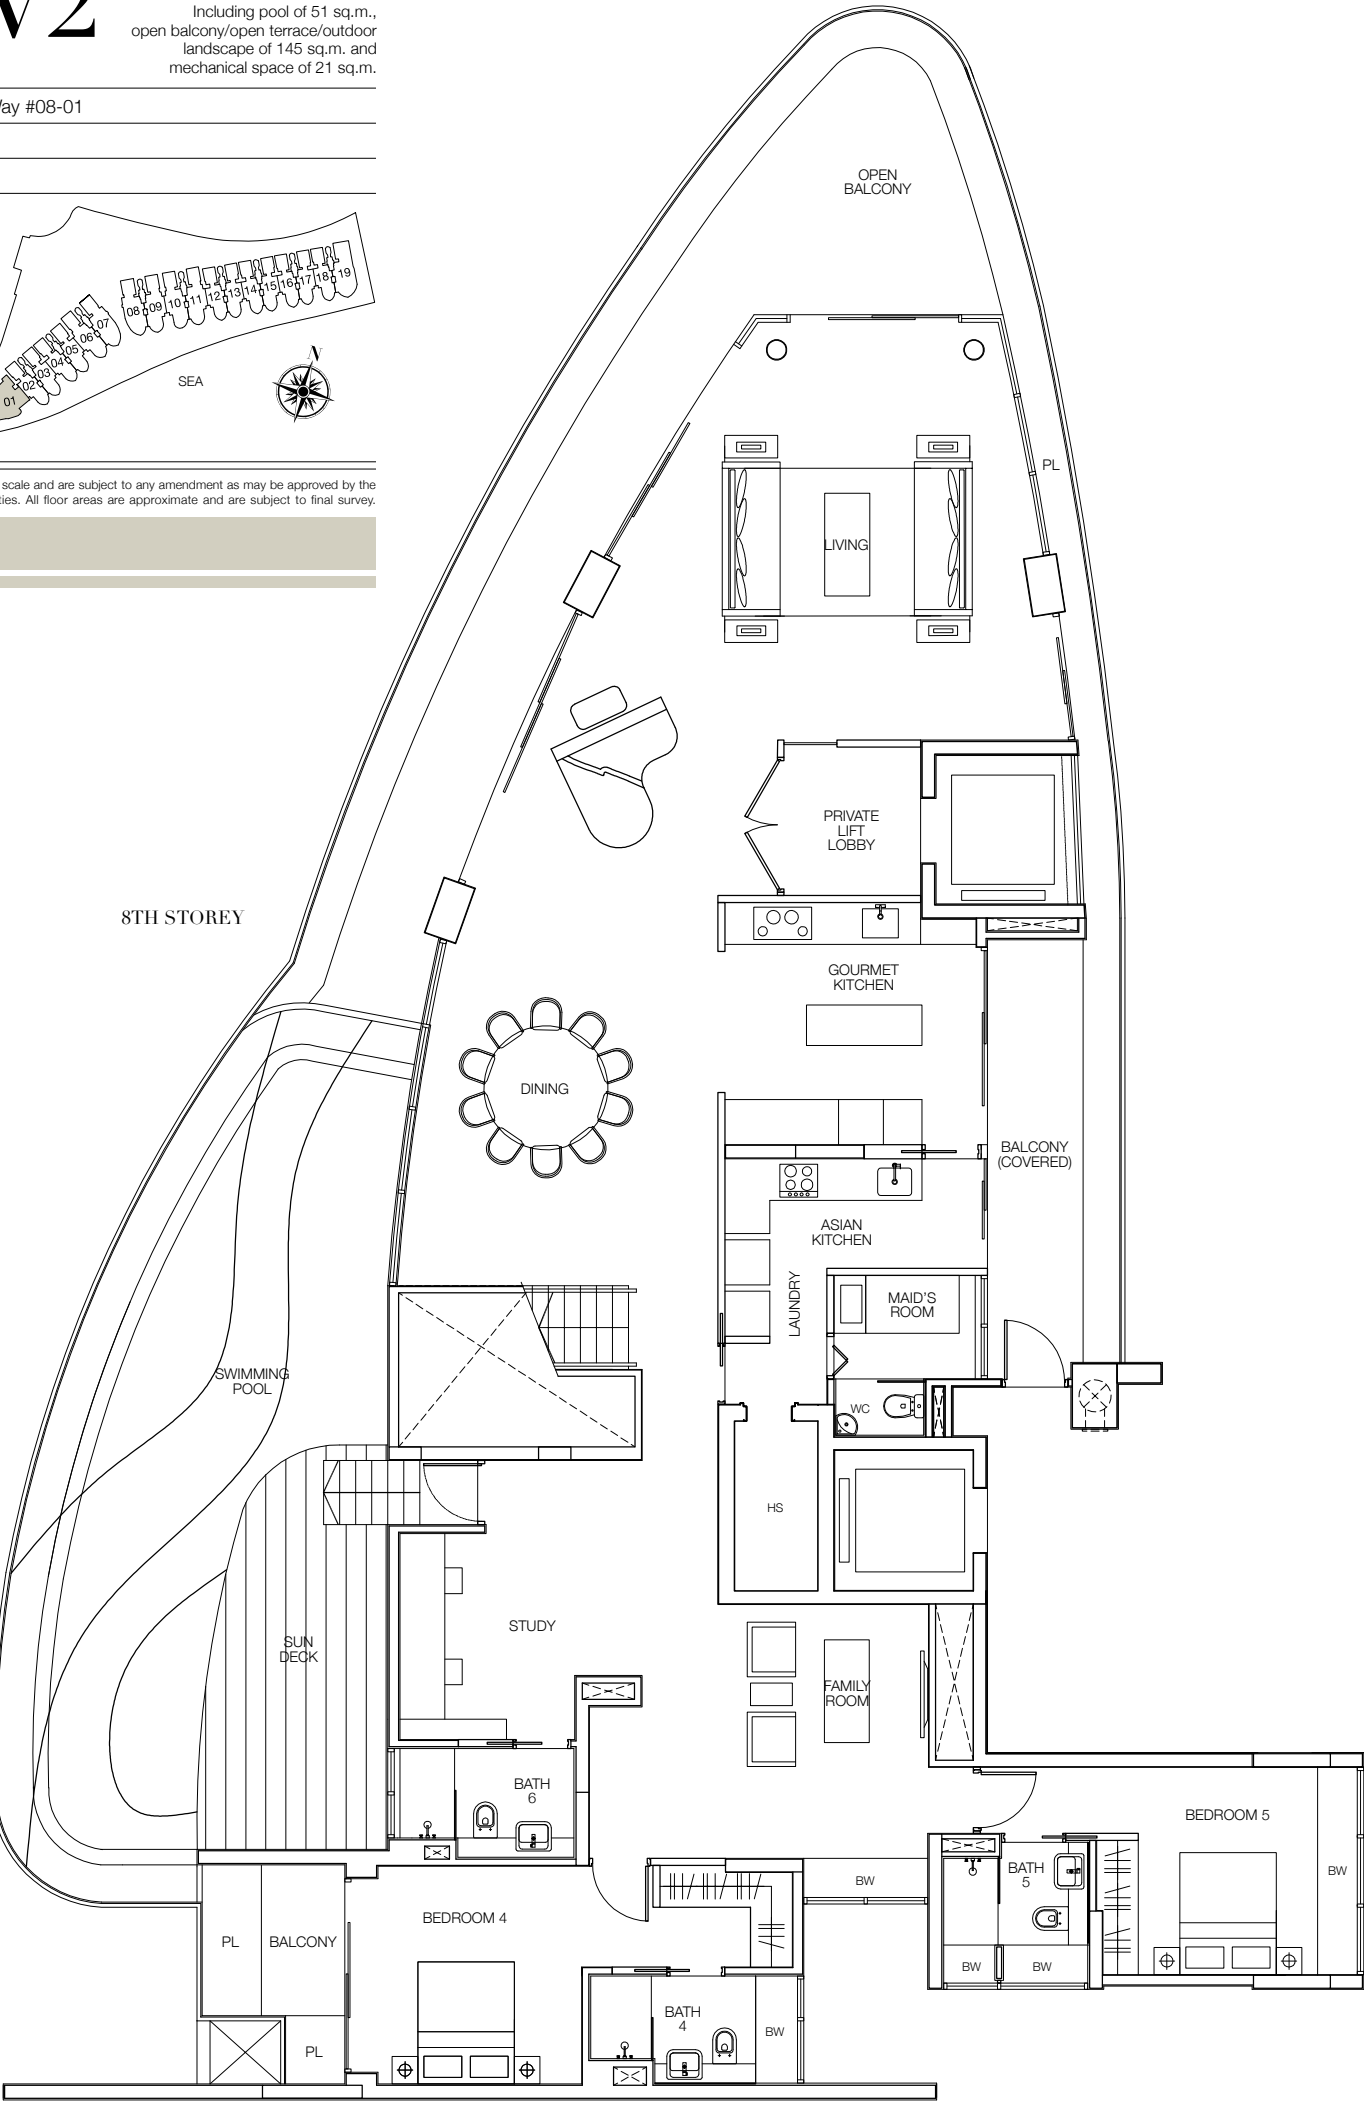 Including pool of 51 sq.m.,
open balcony/open terrace/outdoor
landscape of 145 sq.m. and
mechanical space of 21 sq.m.
#08-01
01
02
03
04
05
06
07
08
09
10
11
12
13
14
15
16
17
18
19
SEA
N
scale and are subject to any amendment as may be approved by the
All floor areas are approximate and are subject to final survey.
OPEN
BALCONY
PL
LIVING
PRIVATE
LIFT
LOBBY
8TH STOREY
GOURMET
KITCHEN
DINING
BALCONY
(COVERED)
ASIAN
KITCHEN
LAUNDRY
MAID'S
ROOM
SWIMMING
POOL
WC
HS
STUDY
SUN
DECK
FAMILY
ROOM
BATH
6
BEDROOM 5
BATH
5
BW
BW
BEDROOM 4
PL
BALCONY
BW
BW
BATH
4
BW
PL